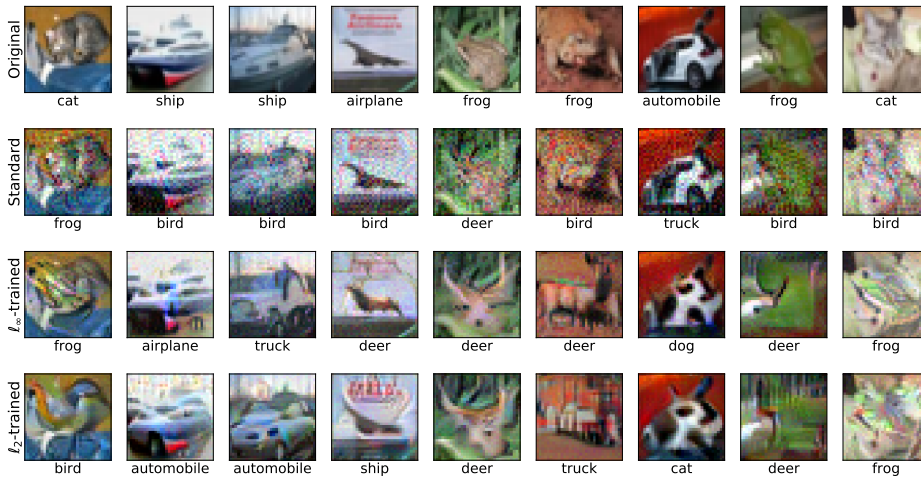 Original
cat ship ship airplane frog frog automobile frog cat
Standard
frog bird bird bird deer bird truck bird bird
ℓ∞-trained
frog airplane truck deer deer deer dog deer frog
ℓ2-trained
bird automobile automobile ship deer truck cat deer frog